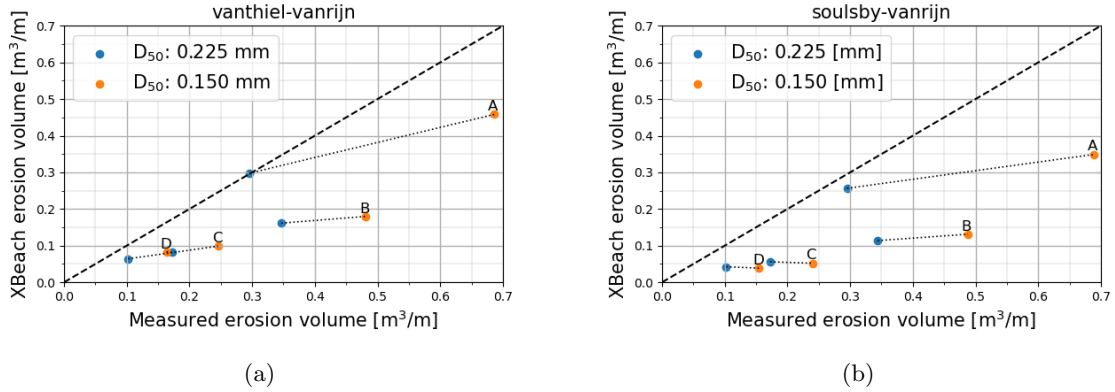 vanthiel-vanrijn
XBeach erosion volume [m³/m]
0.7
0.6
0.5
0.4
0.3
0.2
0.1
0.0
D₅₀: 0.225 mm
D₅₀: 0.150 mm
A
B
C
D
0.0 0.1 0.2 0.3 0.4 0.5 0.6 0.7
Measured erosion volume [m³/m]
(a)
soulsby-vanrijn
XBeach erosion volume [m³/m]
0.7
0.6
0.5
0.4
0.3
0.2
0.1
0.0
D₅₀: 0.225 [mm]
D₅₀: 0.150 [mm]
A
B
C
D
0.0 0.1 0.2 0.3 0.4 0.5 0.6 0.7
Measured erosion volume [m³/m]
(b)